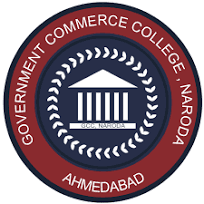 GOVERNMENT COMMERCE COLLEGE, NARODA
GCC, NARODA
AHMEDABAD